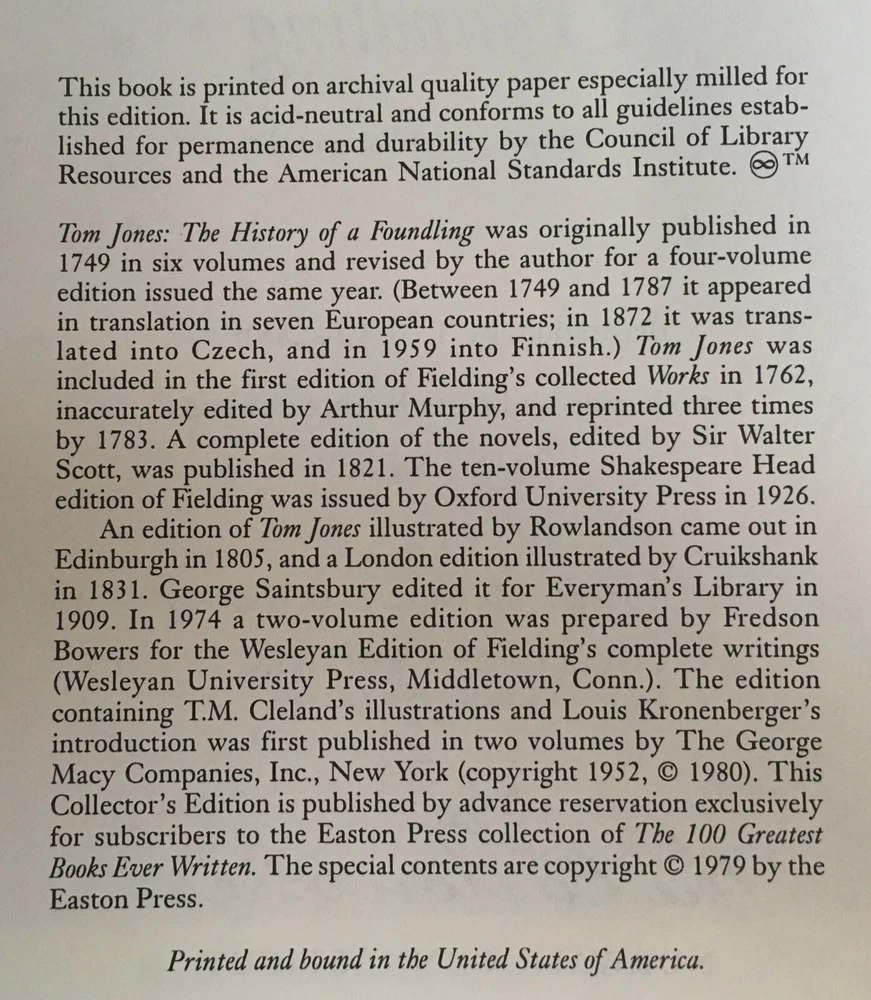 This book is printed on archival quality paper especially milled for
this edition. It is acid-neutral and conforms to all guidelines estab-
lished for permanence and durability by the Council of Library
Resources and the American National Standards Institute. ♾™
Tom Jones: The History of a Foundling was originally published in
1749 in six volumes and revised by the author for a four-volume
edition issued the same year. (Between 1749 and 1787 it appeared
in translation in seven European countries; in 1872 it was trans-
lated into Czech, and in 1959 into Finnish.) Tom Jones was
included in the first edition of Fielding's collected Works in 1762,
inaccurately edited by Arthur Murphy, and reprinted three times
by 1783. A complete edition of the novels, edited by Sir Walter
Scott, was published in 1821. The ten-volume Shakespeare Head
edition of Fielding was issued by Oxford University Press in 1926.
An edition of Tom Jones illustrated by Rowlandson came out in
Edinburgh in 1805, and a London edition illustrated by Cruikshank
in 1831. George Saintsbury edited it for Everyman's Library in
1909. In 1974 a two-volume edition was prepared by Fredson
Bowers for the Wesleyan Edition of Fielding's complete writings
(Wesleyan University Press, Middletown, Conn.). The edition
containing T.M. Cleland's illustrations and Louis Kronenberger's
introduction was first published in two volumes by The George
Macy Companies, Inc., New York (copyright 1952, © 1980). This
Collector's Edition is published by advance reservation exclusively
for subscribers to the Easton Press collection of The 100 Greatest
Books Ever Written. The special contents are copyright © 1979 by the
Easton Press.
Printed and bound in the United States of America.